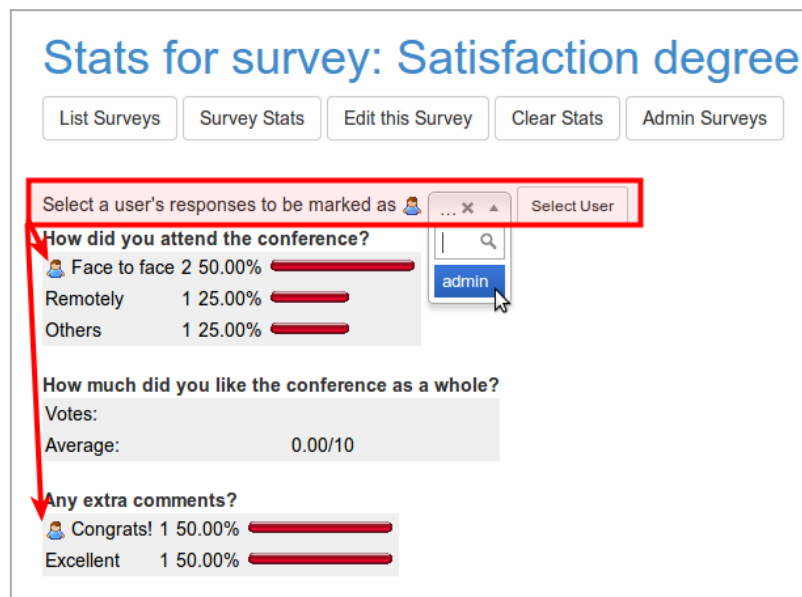 Stats for survey: Satisfaction degree
List Surveys Survey Stats Edit this Survey Clear Stats Admin Surveys
Select a user's responses to be marked as ... Select User
admin
How did you attend the conference?
Face to face 2 50.00%
Remotely 1 25.00%
Others 1 25.00%
How much did you like the conference as a whole?
Votes:
Average: 0.00/10
Any extra comments?
Congrats! 1 50.00%
Excellent 1 50.00%